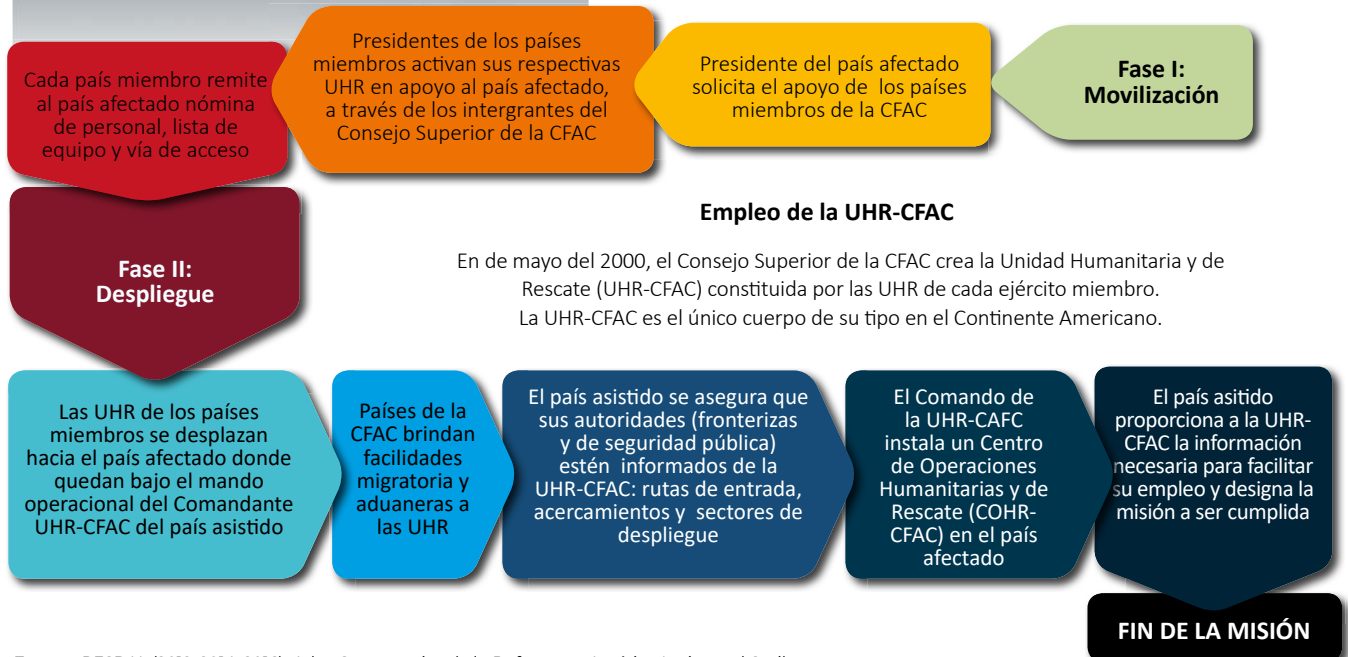 Fase I:
Movilización
Presidente del país afectado
solicita el apoyo de los países
miembros de la CFAC
Presidentes de los países
miembros activan sus respectivas
UHR en apoyo al país afectado,
a través de los intergrantes del
Consejo Superior de la CFAC
Cada país miembro remite
al país afectado nómina
de personal, lista de
equipo y vía de acceso
Fase II:
Despliegue
Empleo de la UHR-CFAC
En de mayo del 2000, el Consejo Superior de la CFAC crea la Unidad Humanitaria y de
Rescate (UHR-CFAC) constituida por las UHR de cada ejército miembro.
La UHR-CFAC es el único cuerpo de su tipo en el Continente Americano.
Las UHR de los países
miembros se desplazan
hacia el país afectado donde
quedan bajo el mando
operacional del Comandante
UHR-CFAC del país asistido
Países de la
CFAC brindan
facilidades
migratoria y
aduaneras a
las UHR
El país asistido se asegura que
sus autoridades (fronterizas
y de seguridad pública)
estén informados de la
UHR-CFAC: rutas de entrada,
acercamientos y sectores de
despliegue
El Comando de
la UHR-CAFC
instala un Centro
de Operaciones
Humanitarias y de
Rescate (COHR-
CFAC) en el país
afectado
El país asitido
proporciona a la UHR-
CFAC la información
necesaria para facilitar
su empleo y designa la
misión a ser cumplida
FIN DE LA MISIÓN